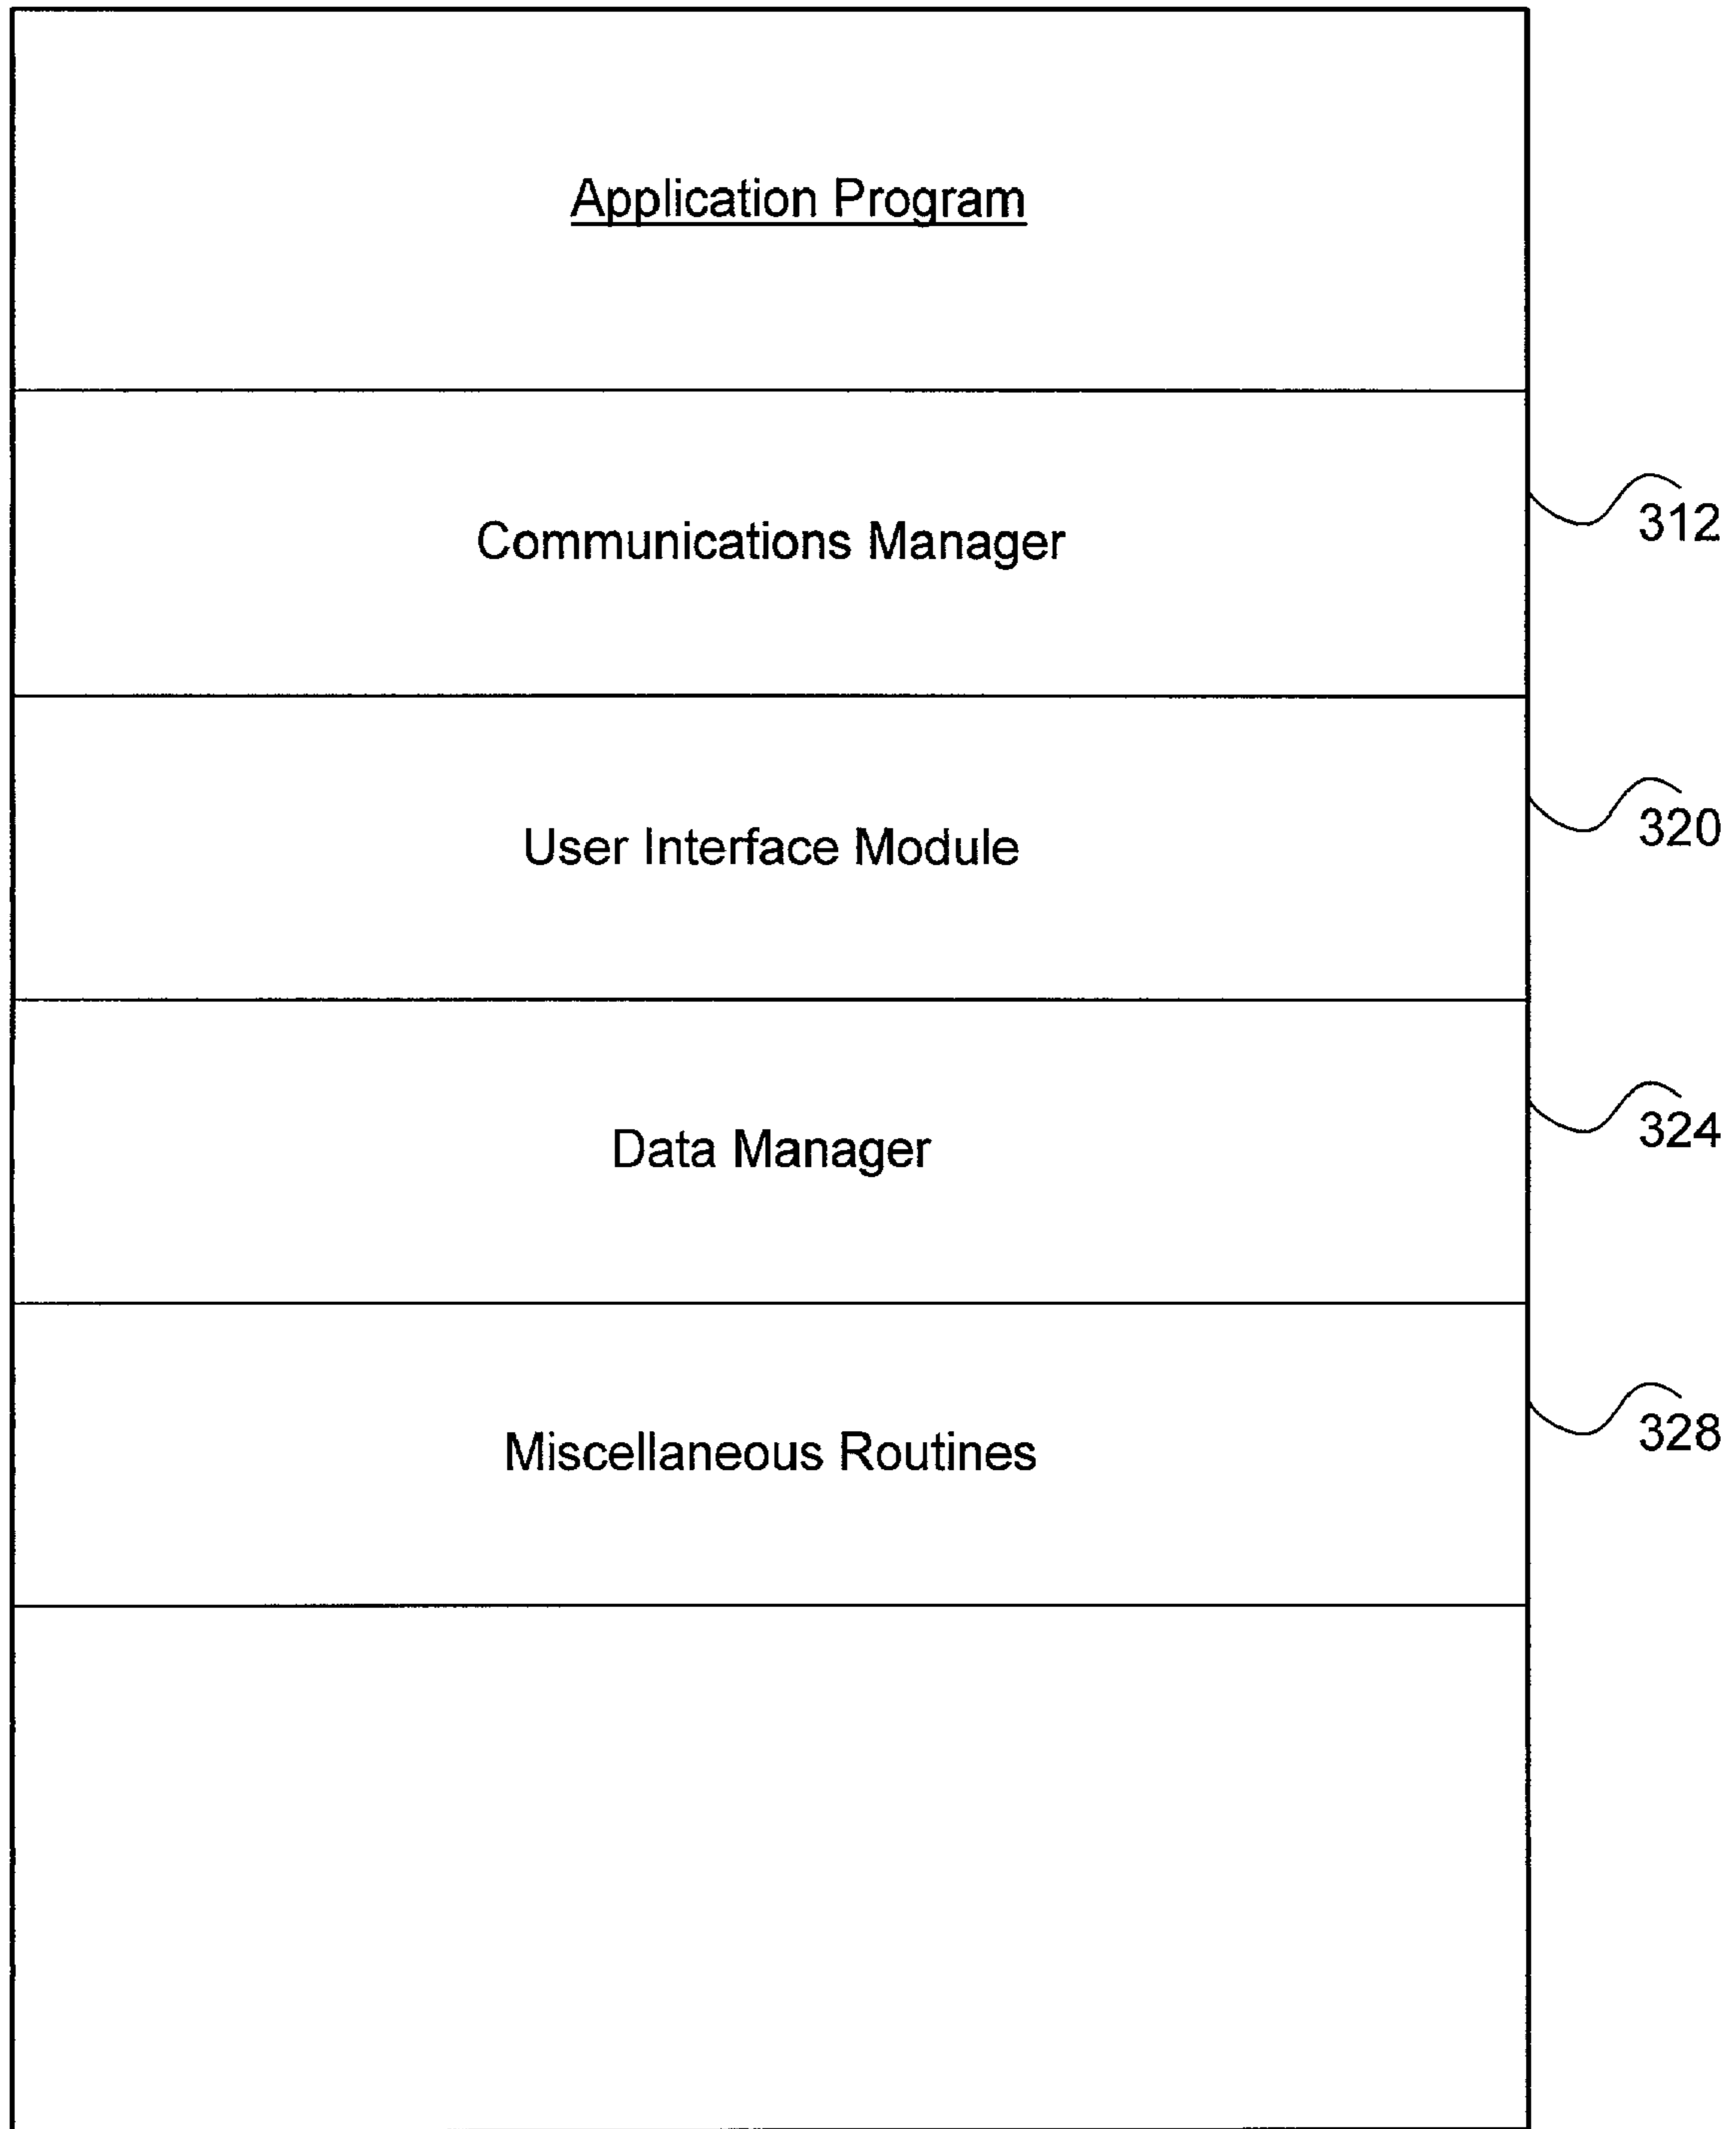 Application Program
Communications Manager
312
User Interface Module
320
Data Manager
324
Miscellaneous Routines
328